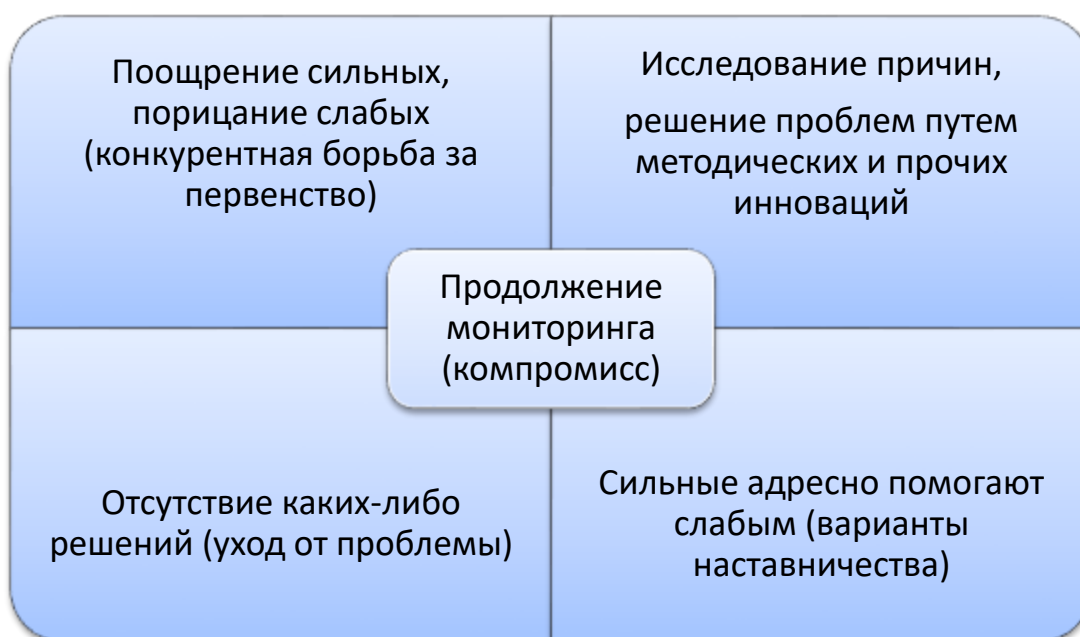 Поощрение сильных,
порицание слабых
(конкурентная борьба за
первенство)
Исследование причин,
решение проблем путем
методических и прочих
инноваций
Продолжение
мониторинга
(компромисс)
Отсутствие каких-либо
решений (уход от проблемы)
Сильные адресно помогают
слабым (варианты
наставничества)